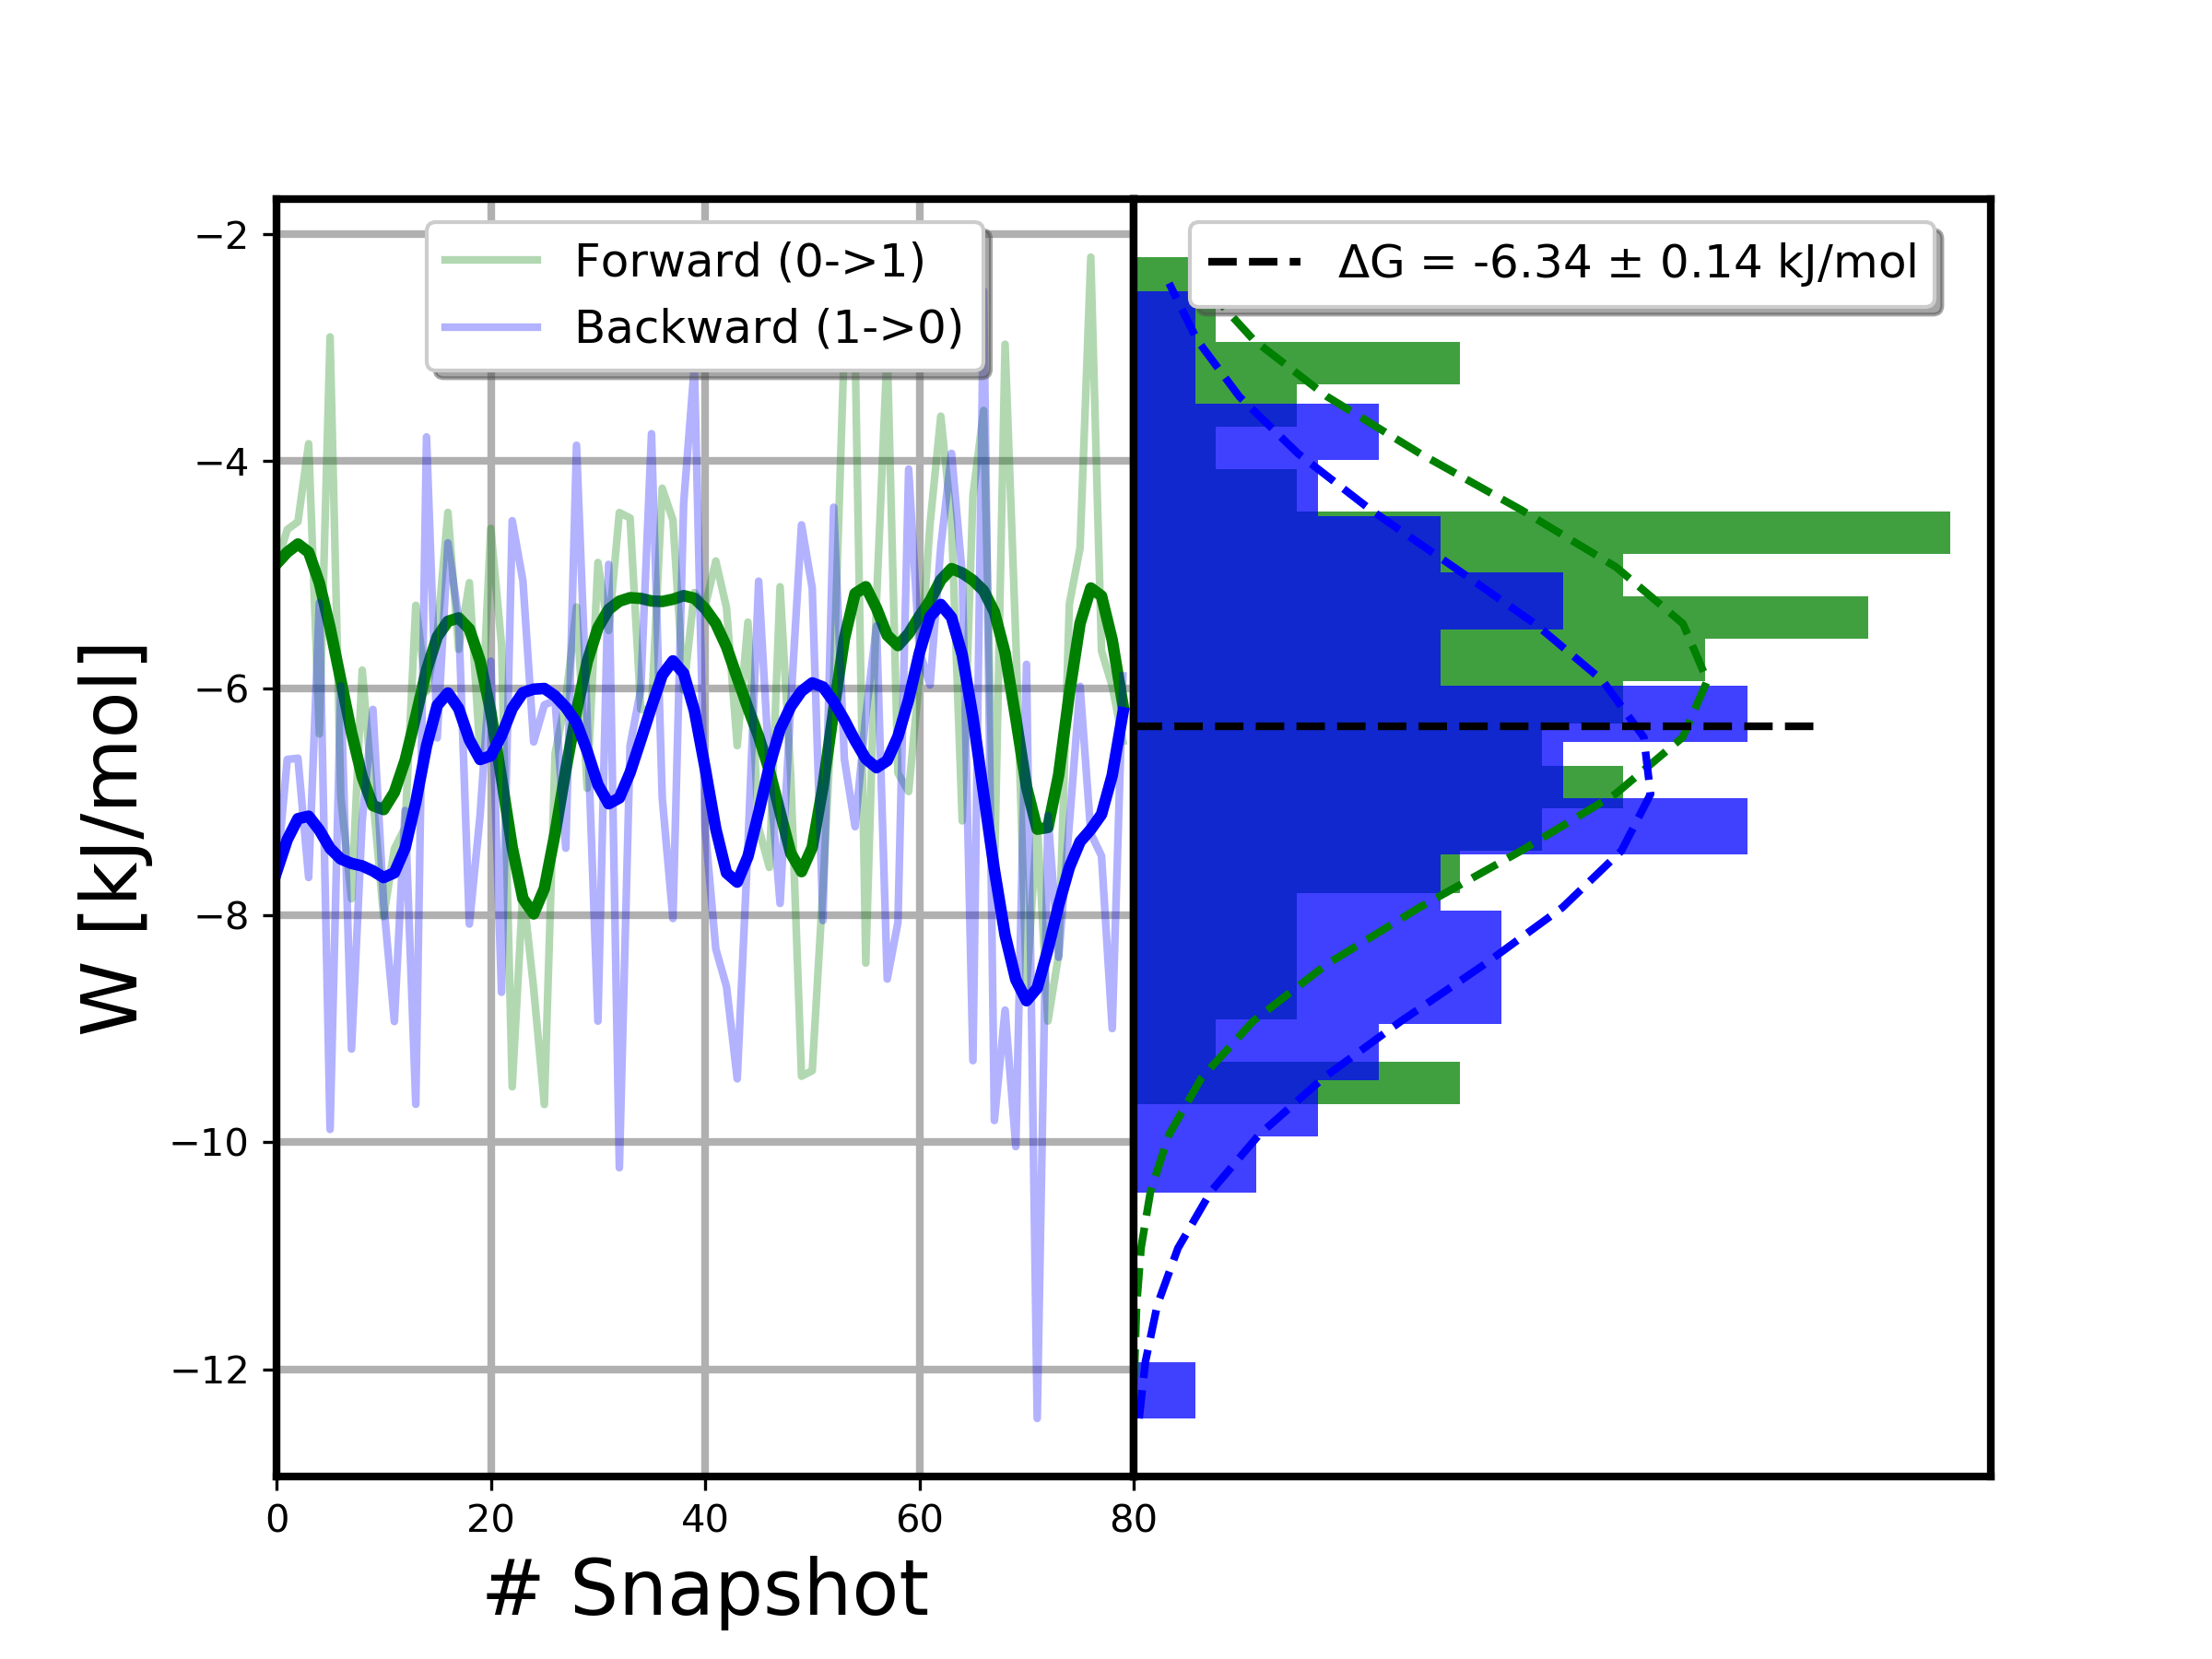 Forward (0->1)
Backward (1->0)
ΔG = -6.34 ± 0.14 kJ/mol
−2
−4
−6
−8
−10
−12
W [kJ/mol]
0 20 40 60 80
# Snapshot